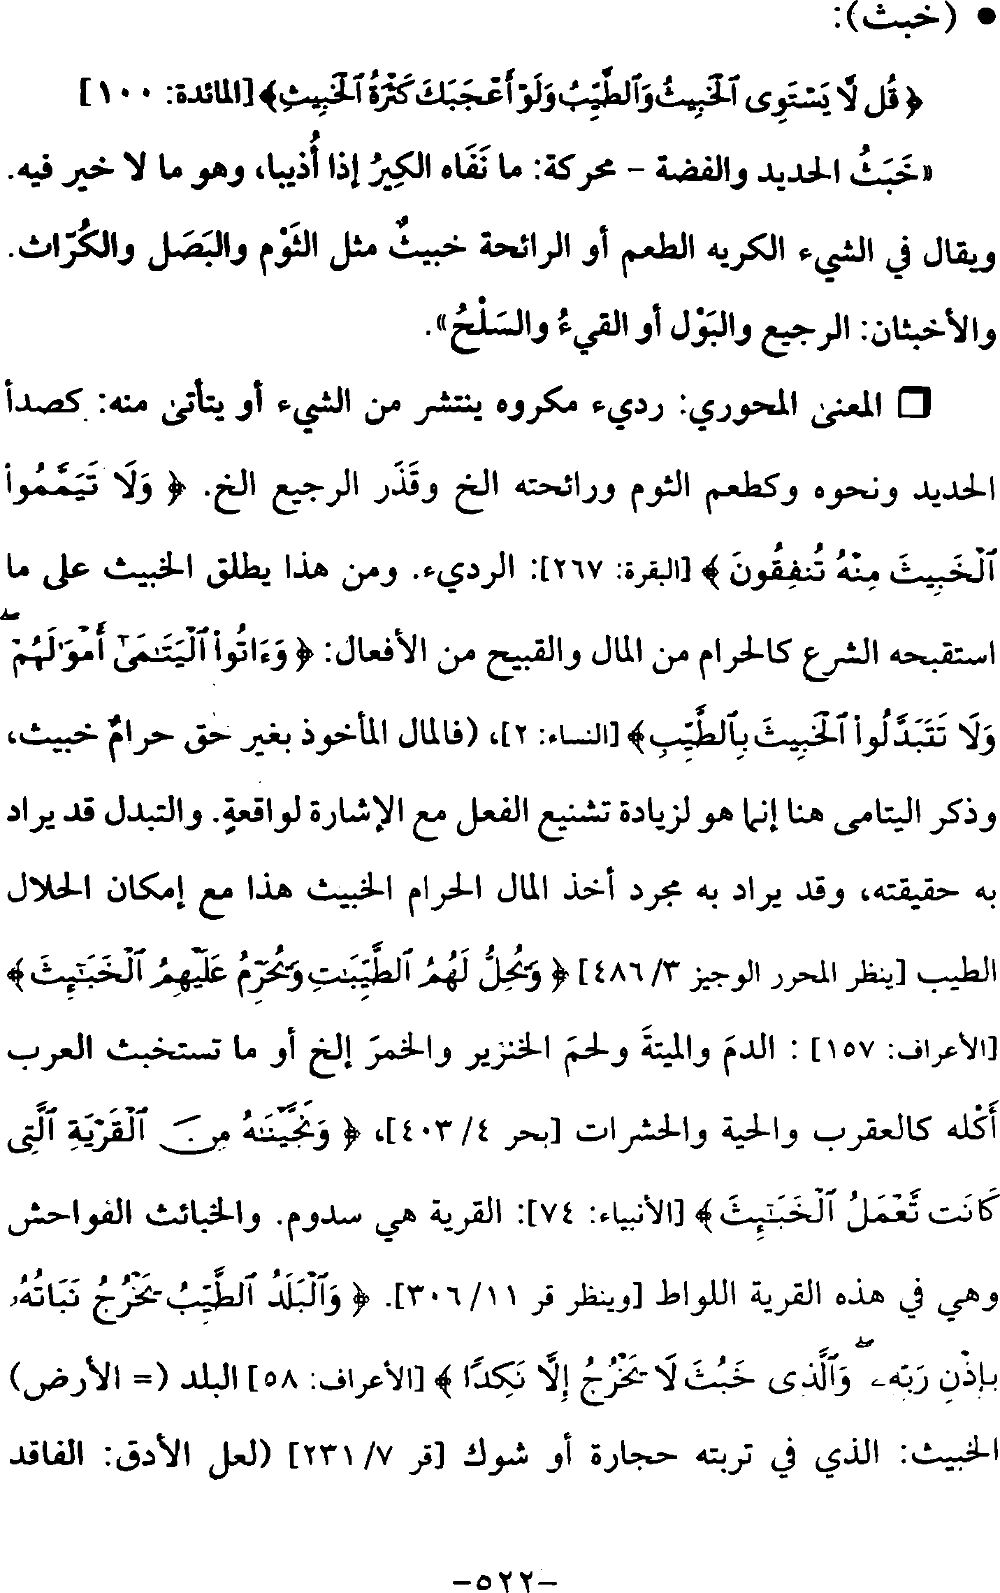 • (خبث):
﴿ قُل لَّا يَسْتَوِى ٱلْخَبِيثُ وَٱلطَّيِّبُ وَلَوْ أَعْجَبَكَ كَثْرَةُ ٱلْخَبِيثِ﴾ [المائدة: ١٠٠]
«خَبَثُ الحديد والفضة - محركة: ما نَفَاه الكِيرُ إذا أُذيبا، وهو ما لا خير فيه.
ويقال في الشيء الكريه الطعم أو الرائحة خبيثٌ مثل الثَوْم والبَصَل والكُرّاث.
والأخبثان: الرجيع والبَوْل أو القيءُ والسَلْحُ».
□ المعنى المحوري: رديء مكروه ينتشر من الشيء أو يتأتى منه: كصدأ
الحديد ونحوه وكطعم الثوم ورائحته الخ وقَذَر الرجيع الخ. ﴿ وَلَا تَيَمَّمُواْ
ٱلْخَبِيثَ مِنْهُ تُنفِقُونَ ﴾ [البقرة: ٢٦٧]: الرديء. ومن هذا يطلق الخبيث على ما
استقبحه الشرع كالحرام من المال والقبيح من الأفعال: ﴿ وَءَاتُواْ ٱلْيَتَـٰمَىٰٓ أَمْوَٰلَهُمْ ۖ
وَلَا تَتَبَدَّلُواْ ٱلْخَبِيثَ بِٱلطَّيِّبِ﴾ [النساء: ٢]، (فالمال المأخوذ بغير حق حرامٌ خبيث،
وذكر اليتامى هنا إنما هو لزيادة تشنيع الفعل مع الإشارة لواقعةٍ. والتبدل قد يراد
به حقيقته، وقد يراد به مجرد أخذ المال الحرام الخبيث هذا مع إمكان الحلال
الطيب [ينظر المحرر الوجيز ٣/ ٤٨٦] ﴿ وَيُحِلُّ لَهُمُ ٱلطَّيِّبَـٰتِ وَيُحَرِّمُ عَلَيْهِمُ ٱلْخَبَـٰٓئِثَ ﴾
[الأعراف: ١٥٧] : الدمَ والميتةَ ولحمَ الخنزير والخمرَ إلخ أو ما تستخبث العرب
أَكْله كالعقرب والحية والحشرات [بحر ٤/ ٤٠٣]، ﴿ وَنَجَّيْنَـٰهُ مِنَ ٱلْقَرْيَةِ ٱلَّتِى
كَانَت تَّعْمَلُ ٱلْخَبَـٰٓئِثَ ﴾ [الأنبياء: ٧٤]: القرية هي سدوم. والخبائث الفواحش
وهي في هذه القرية اللواط [وينظر قر ١١/ ٣٠٦]. ﴿ وَٱلْبَلَدُ ٱلطَّيِّبُ يَخْرُجُ نَبَاتُهُۥ
بِإِذْنِ رَبِّهِۦ ۖ وَٱلَّذِى خَبُثَ لَا يَخْرُجُ إِلَّا نَكِدًا ﴾ [الأعراف: ٥٨] البلد (= الأرض)
الخبيث: الذي في تربته حجارة أو شوك [قر ٧/ ٢٣١] (لعل الأدق: الفاقد
-٥٢٢-